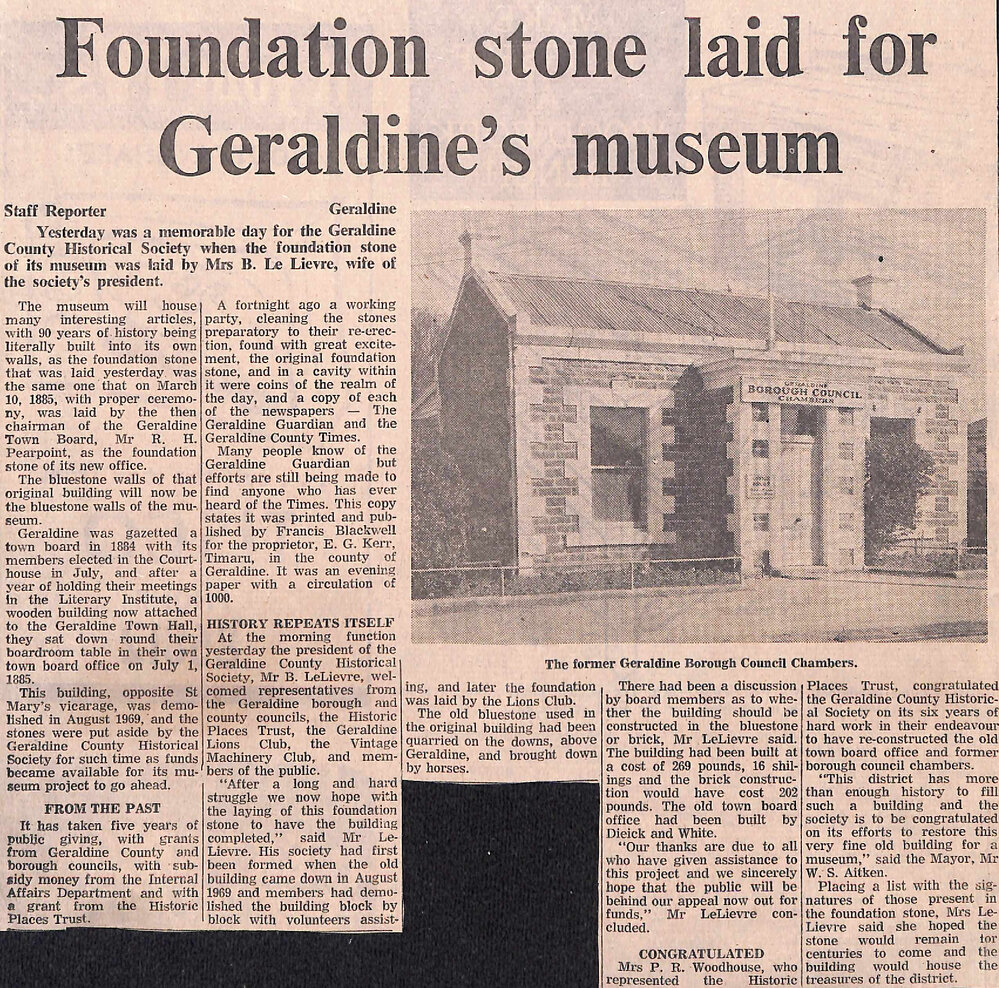 Foundation stone laid for
Geraldine's museum
Staff Reporter Geraldine
Yesterday was a memorable day for the Geraldine
County Historical Society when the foundation stone
of its museum was laid by Mrs B. Le Lievre, wife of
the society's president.
The museum will house
many interesting articles,
with 90 years of history being
literally built into its own
walls, as the foundation stone
that was laid yesterday was
the same one that on March
10, 1885, with proper ceremo-
ny, was laid by the then
chairman of the Geraldine
Town Board, Mr R. H.
Pearpoint, as the foundation
stone of its new office.
The bluestone walls of that
original building will now be
the bluestone walls of the mu-
seum.
Geraldine was gazetted a
town board in 1884 with its
members elected in the Court-
house in July, and after a
year of holding their meetings
in the Literary Institute, a
wooden building now attached
to the Geraldine Town Hall,
they sat down round their
boardroom table in their own
town board office on July 1,
1885.
This building, opposite St
Mary's vicarage, was demo-
lished in August 1969, and the
stones were put aside by the
Geraldine County Historical
Society for such time as funds
became available for its mu-
seum project to go ahead.
FROM THE PAST
It has taken five years of
public giving, with grants
from Geraldine County and
borough councils, with sub-
sidy money from the Internal
Affairs Department and with
a grant from the Historic
Places Trust.
A fortnight ago a working
party, cleaning the stones
preparatory to their re-erec-
tion, found with great excite-
ment, the original foundation
stone, and in a cavity within
it were coins of the realm of
the day, and a copy of each
of the newspapers — The
Geraldine Guardian and the
Geraldine County Times.
Many people know of the
Geraldine Guardian but
efforts are still being made to
find anyone who has ever
heard of the Times. This copy
states it was printed and pub-
lished by Francis Blackwell
for the proprietor, E. G. Kerr,
Timaru, in the county of
Geraldine. It was an evening
paper with a circulation of
1000.
HISTORY REPEATS ITSELF
At the morning function
yesterday the president of the
Geraldine County Historical
Society, Mr B. LeLievre, wel-
comed representatives from
the Geraldine borough and
county councils, the Historic
Places Trust, the Geraldine
Lions Club, the Vintage
Machinery Club, and mem-
bers of the public.
"After a long and hard
struggle we now hope with
the laying of this foundation
stone to have the building
completed," said Mr Le-
Lievre. His society had first
been formed when the old
building came down in August
1969 and members had demo-
lished the building block by
block with volunteers assist-
GERALDINE
BOROUGH COUNCIL
CHAMBERS
The former Geraldine Borough Council Chambers.
ing, and later the foundation
was laid by the Lions Club.
The old bluestone used in
the original building had been
quarried on the downs, above
Geraldine, and brought down
by horses.
There had been a discussion
by board members as to whe-
ther the building should be
constructed in the bluestone
or brick, Mr LeLievre said.
The building had been built at
a cost of 269 pounds, 16 shil-
ings and the brick construc-
tion would have cost 202
pounds. The old town board
office had been built by
Dieick and White.
"Our thanks are due to all
who have given assistance to
this project and we sincerely
hope that the public will be
behind our appeal now out for
funds," Mr LeLievre con-
cluded.
CONGRATULATED
Mrs P. R. Woodhouse, who
represented the Historic
Places Trust, congratulated
the Geraldine County Historic-
al Society on its six years of
hard work in their endeavour
to have re-constructed the old
town board office and former
borough council chambers.
"This district has more
than enough history to fill
such a building and the
society is to be congratulated
on its efforts to restore this
very fine old building for a
museum," said the Mayor, Mr
W. S. Aitken.
Placing a list with the sig-
natures of those present in
the foundation stone, Mrs Le-
Lievre said she hoped the
stone would remain for
centuries to come and the
building would house the
treasures of the district.